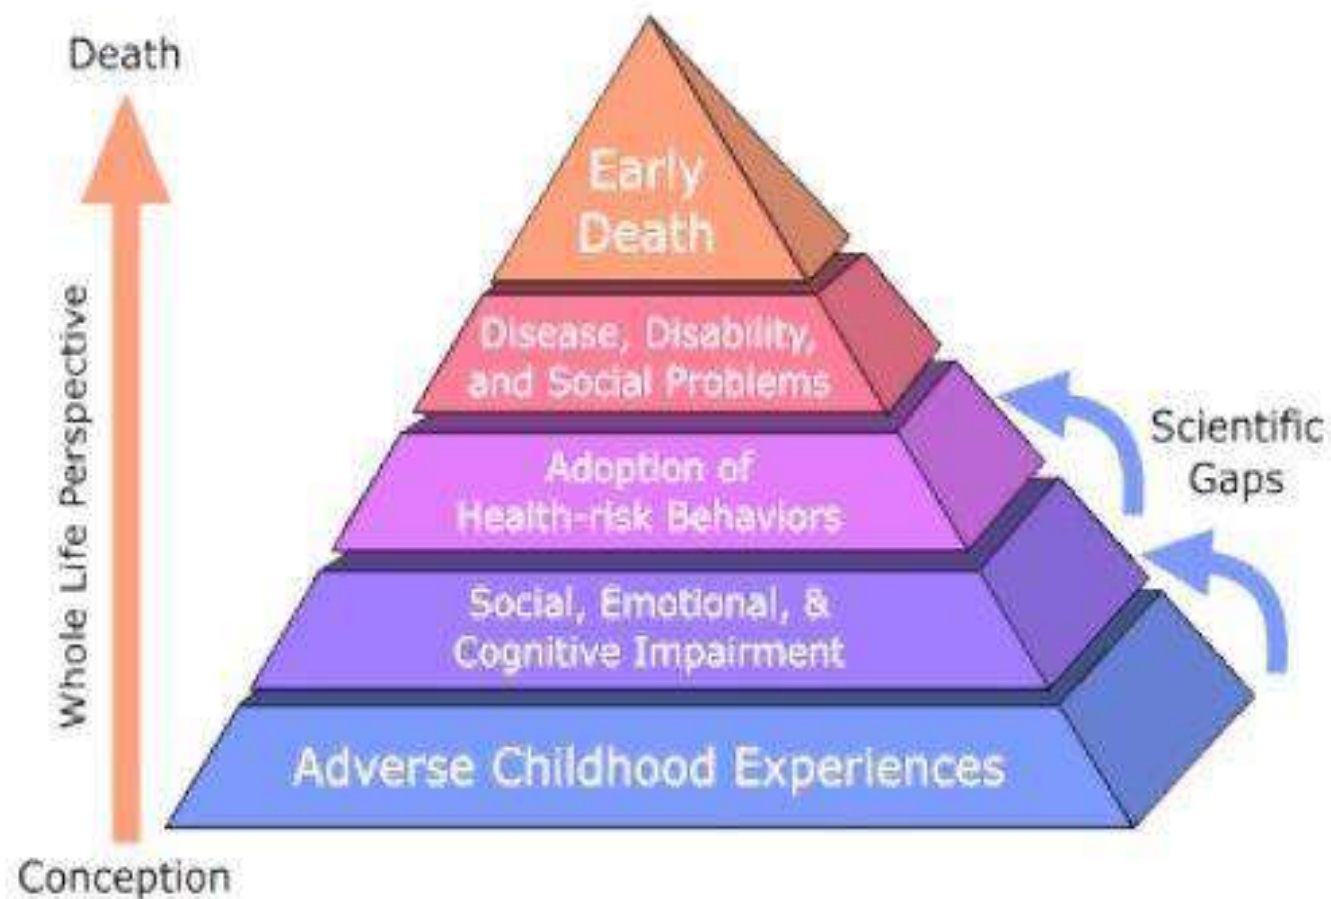 Death
Early
Death
Disease, Disability,
and Social Problems
Adoption of
Health-risk Behaviors
Social, Emotional, &
Cognitive Impairment
Adverse Childhood Experiences
Whole Life Perspective
Conception
Scientific
Gaps